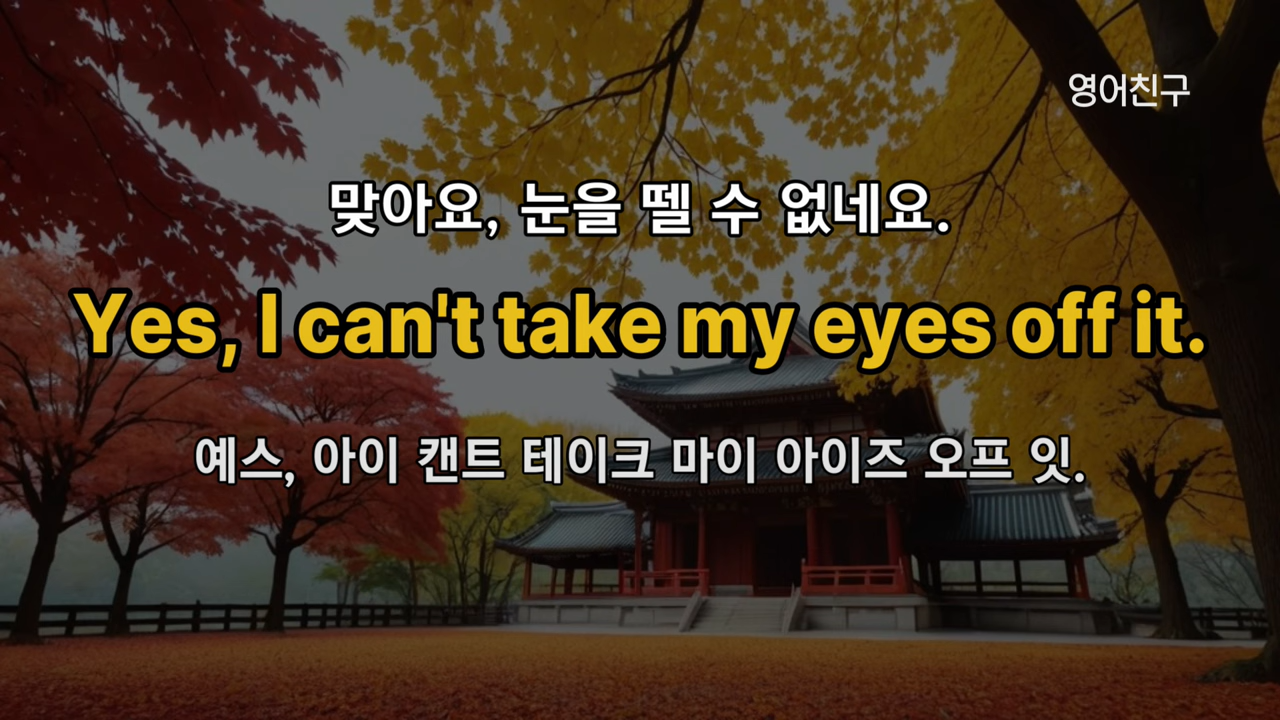 영어친구
맞아요, 눈을 뗄 수 없네요.
Yes, I can't take my eyes off it.
예스, 아이 캔트 테이크 마이 아이즈 오프 잇.